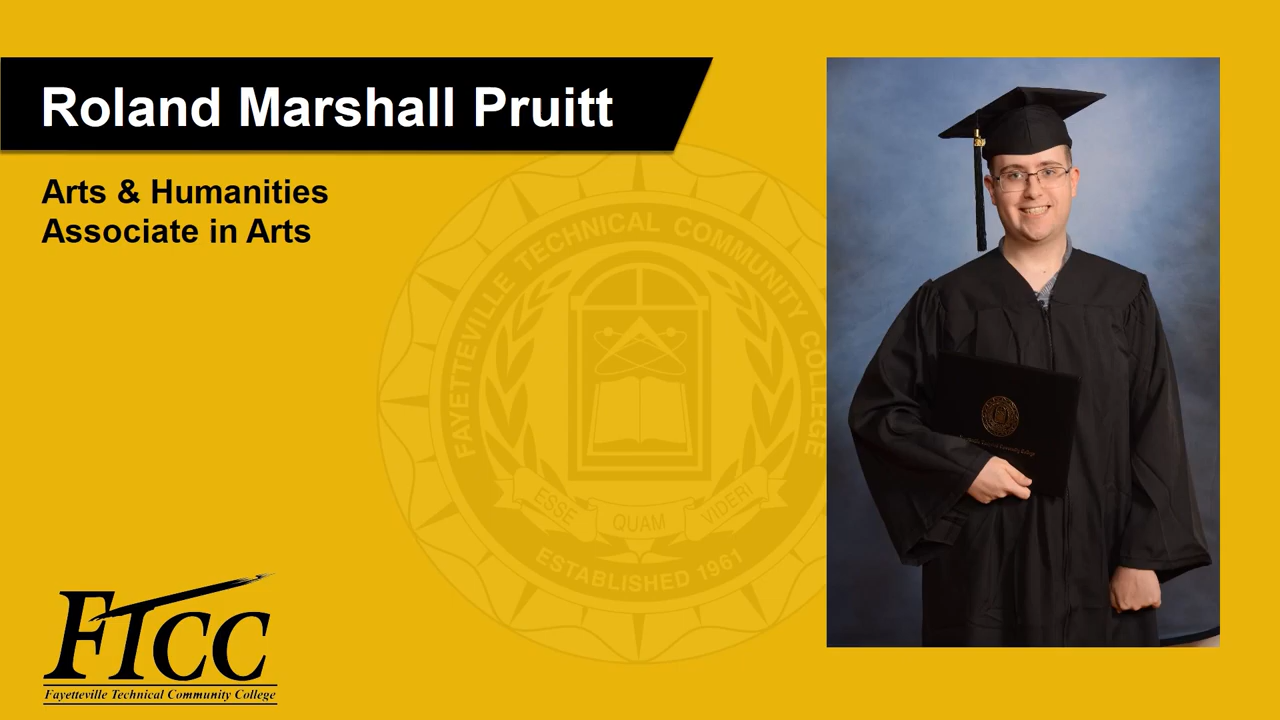 Roland Marshall Pruitt
Arts & Humanities
Associate in Arts
FAYETTEVILLE TECHNICAL COMMUNITY COLLEGE
ESSE QUAM VIDERI
ESTABLISHED 1961
FTCC
Fayetteville Technical Community College